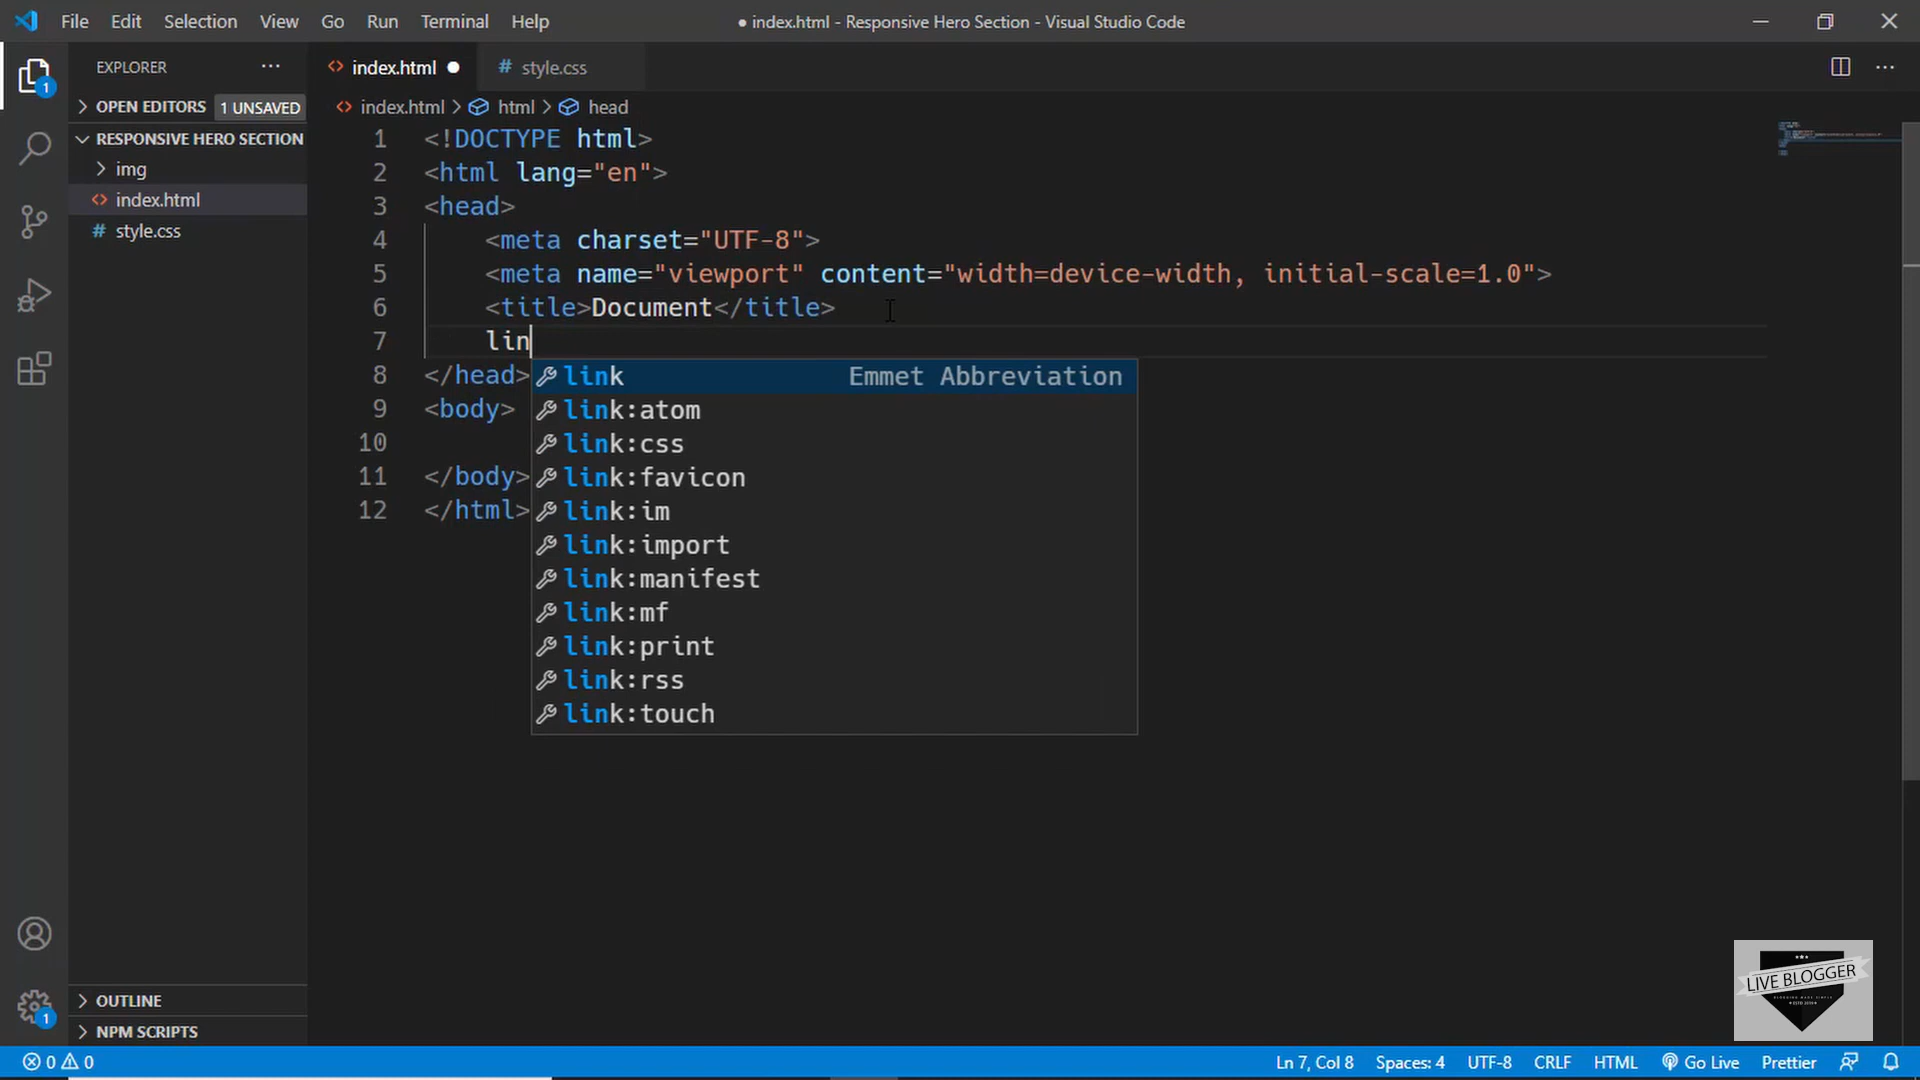 File Edit Selection View Go Run Terminal Help
● index.html - Responsive Hero Section - Visual Studio Code
EXPLORER
OPEN EDITORS 1 UNSAVED
RESPONSIVE HERO SECTION
img
index.html
style.css
OUTLINE
NPM SCRIPTS
index.html ●
style.css
index.html > html > head
1 <!DOCTYPE html>
2 <html lang="en">
3 <head>
4 <meta charset="UTF-8">
5 <meta name="viewport" content="width=device-width, initial-scale=1.0">
6 <title>Document</title>
7 lin
8 </head>
9 <body>
10
11 </body>
12 </html>
link Emmet Abbreviation
link:atom
link:css
link:favicon
link:im
link:import
link:manifest
link:mf
link:print
link:rss
link:touch
1
1
LIVE BLOGGER
0 0
Ln 7, Col 8 Spaces: 4 UTF-8 CRLF HTML Go Live Prettier